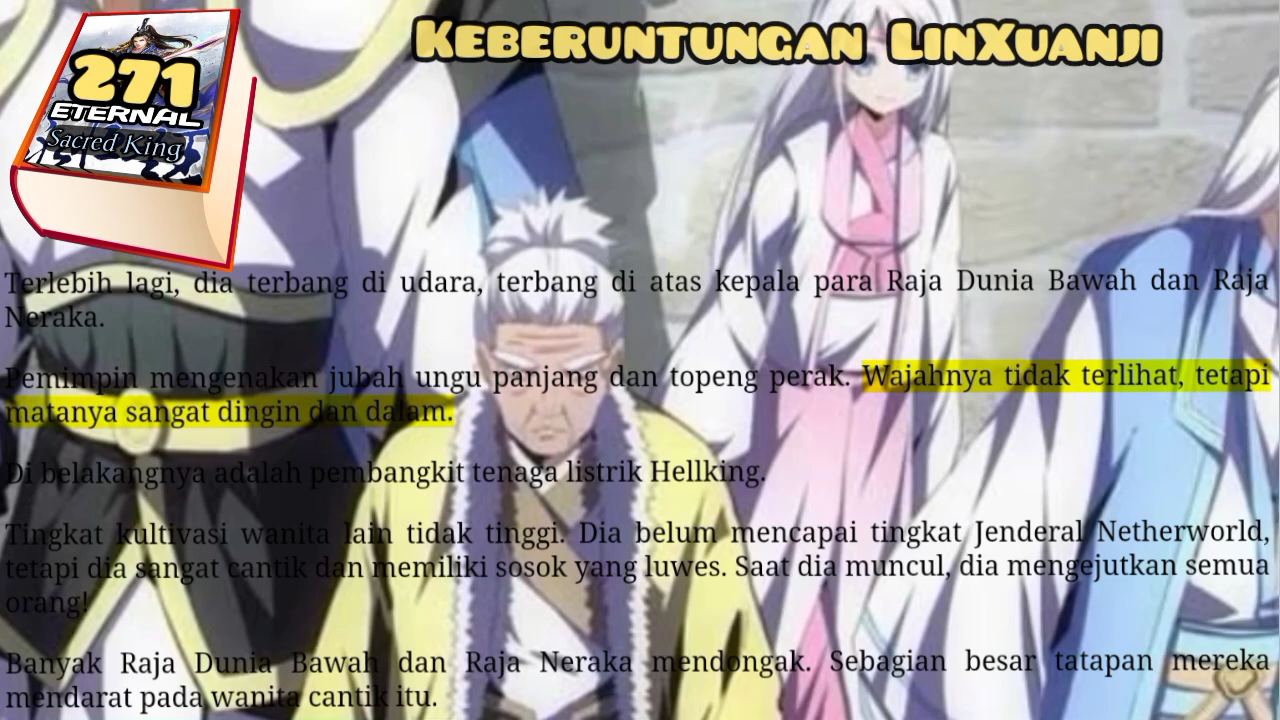 KEBERUNTUNGAN LINXUANJI
271
ETERNAL
Sacred King
Terlebih lagi, dia terbang di udara, terbang di atas kepala para Raja Dunia Bawah dan Raja
Neraka.
Pemimpin mengenakan jubah ungu panjang dan topeng perak. Wajahnya tidak terlihat, tetapi
matanya sangat dingin dan dalam.
Di belakangnya adalah pembangkit tenaga listrik Hellking.
Tingkat kultivasi wanita lain tidak tinggi. Dia belum mencapai tingkat Jenderal Netherworld,
tetapi dia sangat cantik dan memiliki sosok yang luwes. Saat dia muncul, dia mengejutkan semua
orang!
Banyak Raja Dunia Bawah dan Raja Neraka mendongak. Sebagian besar tatapan mereka
mendarat pada wanita cantik itu.